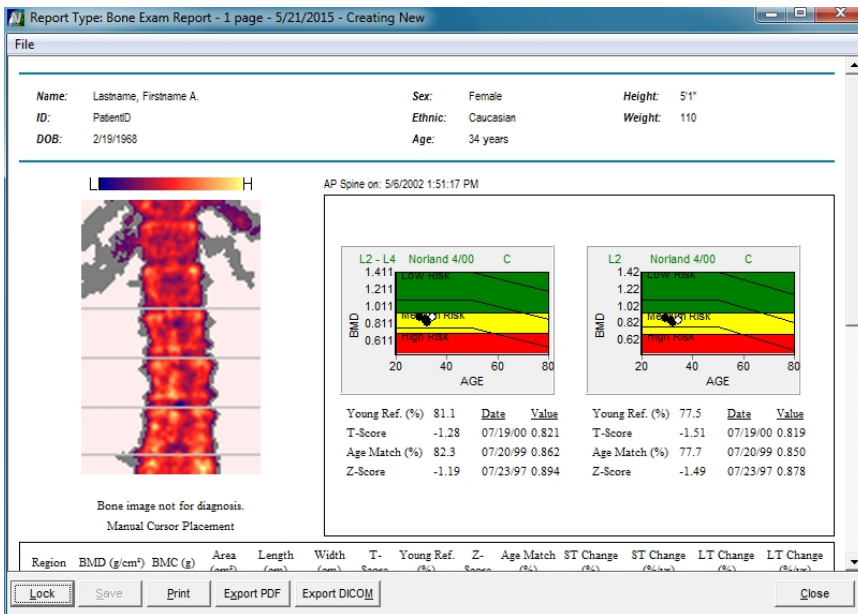 Report Type: Bone Exam Report - 1 page - 5/21/2015 - Creating New
File
Name: Lastname, Firstname A. Sex: Female Height: 5'1"
ID: PatientID Ethnic: Caucasian Weight: 110
DOB: 2/19/1968 Age: 34 years
L H
AP Spine on: 5/6/2002 1:51:17 PM
L2 - L4 Norland 4/00 C
1.411
1.211
1.011
0.811
0.611
BMD
Low Risk
Medium Risk
High Risk
20 40 60 80
AGE
Young Ref. (%) 81.1 Date Value
T-Score -1.28 07/19/00 0.821
Age Match (%) 82.3 07/20/99 0.862
Z-Score -1.19 07/23/97 0.894
L2 Norland 4/00 C
1.42
1.22
1.02
0.82
0.62
BMD
Low Risk
Medium Risk
High Risk
20 40 60 80
AGE
Young Ref. (%) 77.5 Date Value
T-Score -1.51 07/19/00 0.819
Age Match (%) 77.7 07/20/99 0.850
Z-Score -1.49 07/23/97 0.878
Bone image not for diagnosis.
Manual Cursor Placement
Area Length Width T- Young Ref. Z- Age Match ST Change ST Change LT Change LT Change
Region BMD (g/cm²) BMC (g) (cm²) (cm) (cm) Score (%) Score (%) (%) (%/yr) (%) (%/yr)
Lock Save Print Export PDF Export DICOM Close